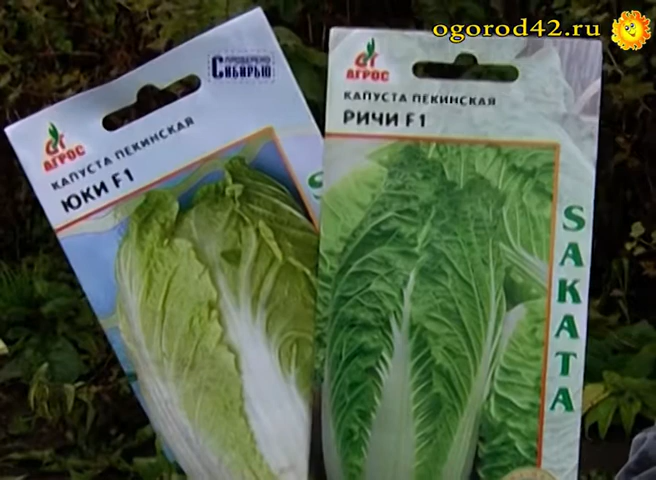 ogorod42.ru
ПРОВЕРЕНО
СИБИРЬЮ
АГРОС
КАПУСТА ПЕКИНСКАЯ
ЮКИ F1
АГРОС
КАПУСТА ПЕКИНСКАЯ
РИЧИ F1
SAKATA